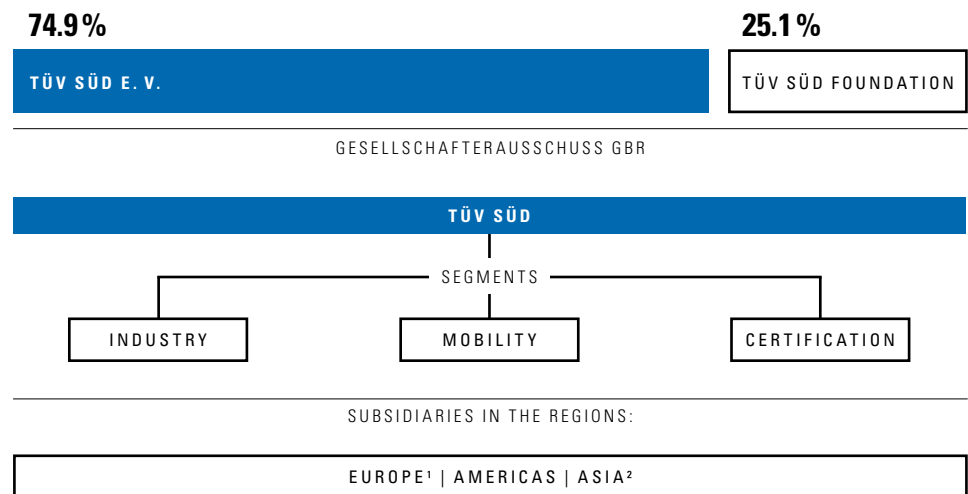 74.9 %
25.1 %
TÜV SÜD E. V.
TÜV SÜD FOUNDATION
GESELLSCHAFTERAUSSCHUSS GBR
TÜV SÜD
SEGMENTS
INDUSTRY
MOBILITY
CERTIFICATION
SUBSIDIARIES IN THE REGIONS:
EUROPE¹ | AMERICAS | ASIA²